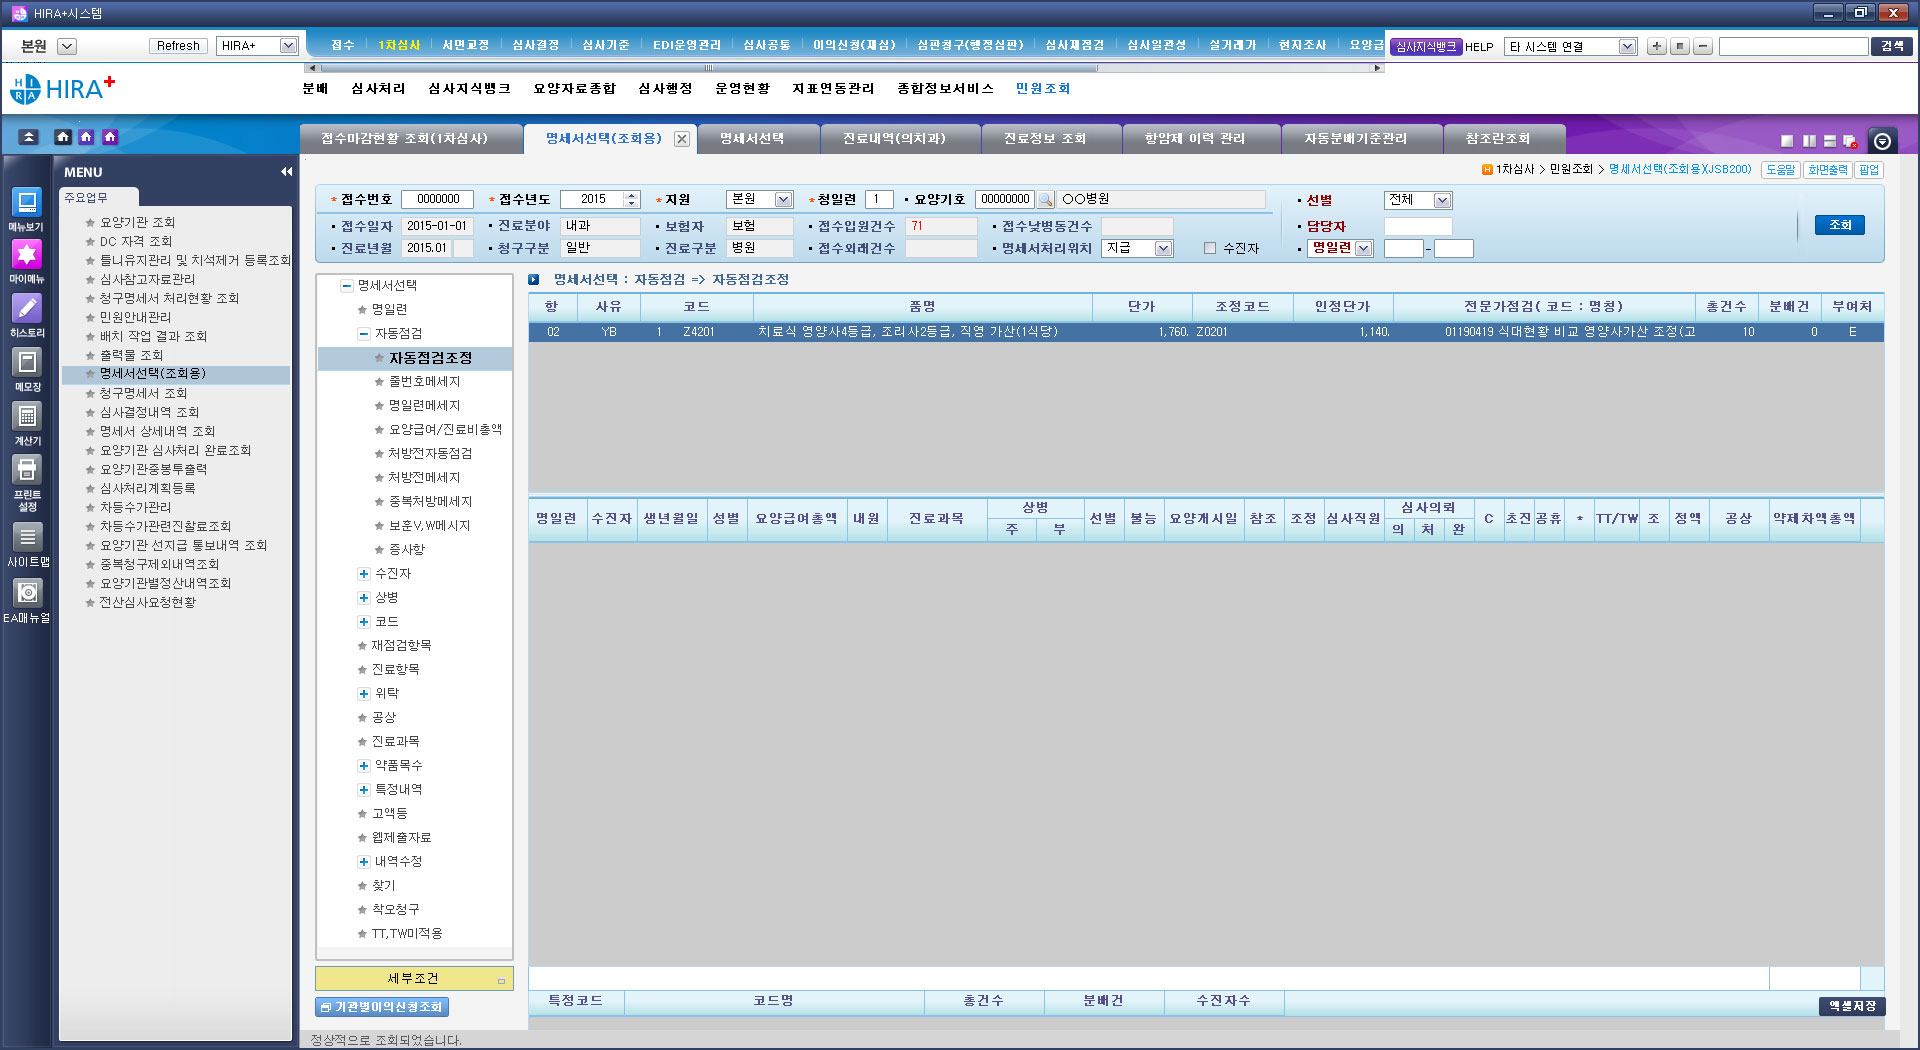 HIRA+시스템
본원 Refresh HIRA+
접수 1차심사 서면교정 심사결정 심사기준 EDI운영관리 심사공통 이의신청(재심) 심판청구(행정심판) 심사재점검 심사일관성 실거래가 현지조사 요양급
심사지식뱅크 HELP 타 시스템 연결 검색
HIRA+
분배 심사처리 심사지식뱅크 요양자료종합 심사행정 운영현황 지표연동관리 종합정보서비스 민원조회
접수마감현황 조회(1차심사) 명세서선택(조회용) 명세서선택 진료내역(의치과) 진료정보 조회 항암제 이력 관리 자동분배기준관리 참조란조회
1차심사 > 민원조회 > 명세서선택(조회용)(JSB200) 도움말 화면출력 팝업
메뉴보기
마이메뉴
히스토리
메모장
계산기
프린트
설정
사이트맵
EA매뉴얼
MENU
주요업무
요양기관 조회
DC 자격 조회
틀니유지관리 및 치석제거 등록조회
심사참고자료관리
청구명세서 처리현황 조회
민원안내관리
배치 작업 결과 조회
출력물 조회
명세서선택(조회용)
청구명세서 조회
심사결정내역 조회
명세서 상세내역 조회
요양기관 심사처리 완료조회
요양기관중봉투출력
심사처리계획등록
차등수가관리
차등수가관련진찰료조회
요양기관 선지급 통보내역 조회
중복청구제외내역조회
요양기관별정산내역조회
전산심사요청현황
* 접수번호 0000000 * 접수년도 2015 * 지원 본원 * 청일련 1 요양기호 00000000 ○○병원
접수일자 2015-01-01 진료분야 내과 보험자 보험 접수입원건수 71 접수낮병동건수
진료년월 2015.01 청구구분 일반 진료구분 병원 접수외래건수 명세서처리위치 지급 수진자
선별 전체
담당자
명일련 -
조회
명세서선택
명일련
자동점검
자동점검조정
줄번호메세지
명일련메세지
요양급여/진료비총액
처방전자동점검
처방전메세지
중복처방메세지
보훈V,W메시지
증사항
수진자
상병
코드
재점검항목
진료항목
위탁
공상
진료과목
약품목수
특정내역
고액등
웹제출자료
내역수정
찾기
착오청구
TT,TW미적용
세부조건
기관별이의신청조회
명세서선택 : 자동점검 => 자동점검조정
항 사유 코드 품명 단가 조정코드 인정단가 전문가점검( 코드 : 명칭) 총건수 분배건 부여처
02 YB 1 Z4201 치료식 영양사4등급, 조리사2등급, 직영 가산(1식당) 1,760. Z0201 1,140. 01190419 식대현황 비교 영양사가산 조정(고 10 0 E
명일련 수진자 생년월일 성별 요양급여총액 내원 진료과목 상병 선별 불능 요양개시일 참조 조정 심사직원 심사의뢰 C 초진 공휴 * TT/TW 조 정액 공상 약제차액총액
주 부 의 처 완
특정코드 코드명 총건수 분배건 수진자수
엑셀저장
정상적으로 조회되었습니다.